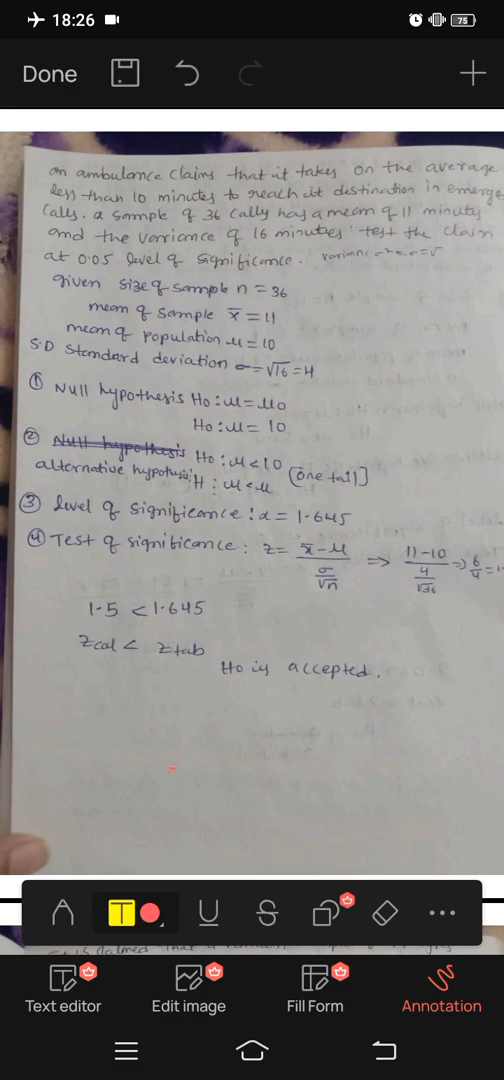 18:26
75
Done
an ambulance claims that it takes on the average
less than 10 minutes to reach it destination in emerge
Calls. a sample of 36 Calls has a mean of 11 minuts
and the variance of 16 minutes test the claim
at 0.05 level of significance. varian σ² = σ = √
given size of sample n = 36
mean of sample x̄ = 11
mean of population μ = 10
S.D Standard deviation σ = √16 = 4
① Null hypothesis Ho : μ = μo
Ho : μ = 10
② Null hypothesis Ho : μ < 10
alternative hypothesis H : μ < μ (one tail]
③ level of significance : α = 1.645
④ Test of significance : z = x̄ - μ / σ/√n ⇒ 11-10 / 4/√36 ⇒ 6/4 = 1.
1.5 < 1.645
Zcal < Ztab
Ho is accepted.
Text editor
Edit image
Fill Form
Annotation